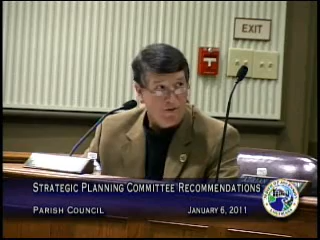 EXIT
STRATEGIC PLANNING COMMITTEE RECOMMENDATIONS
PARISH COUNCIL JANUARY 6, 2011